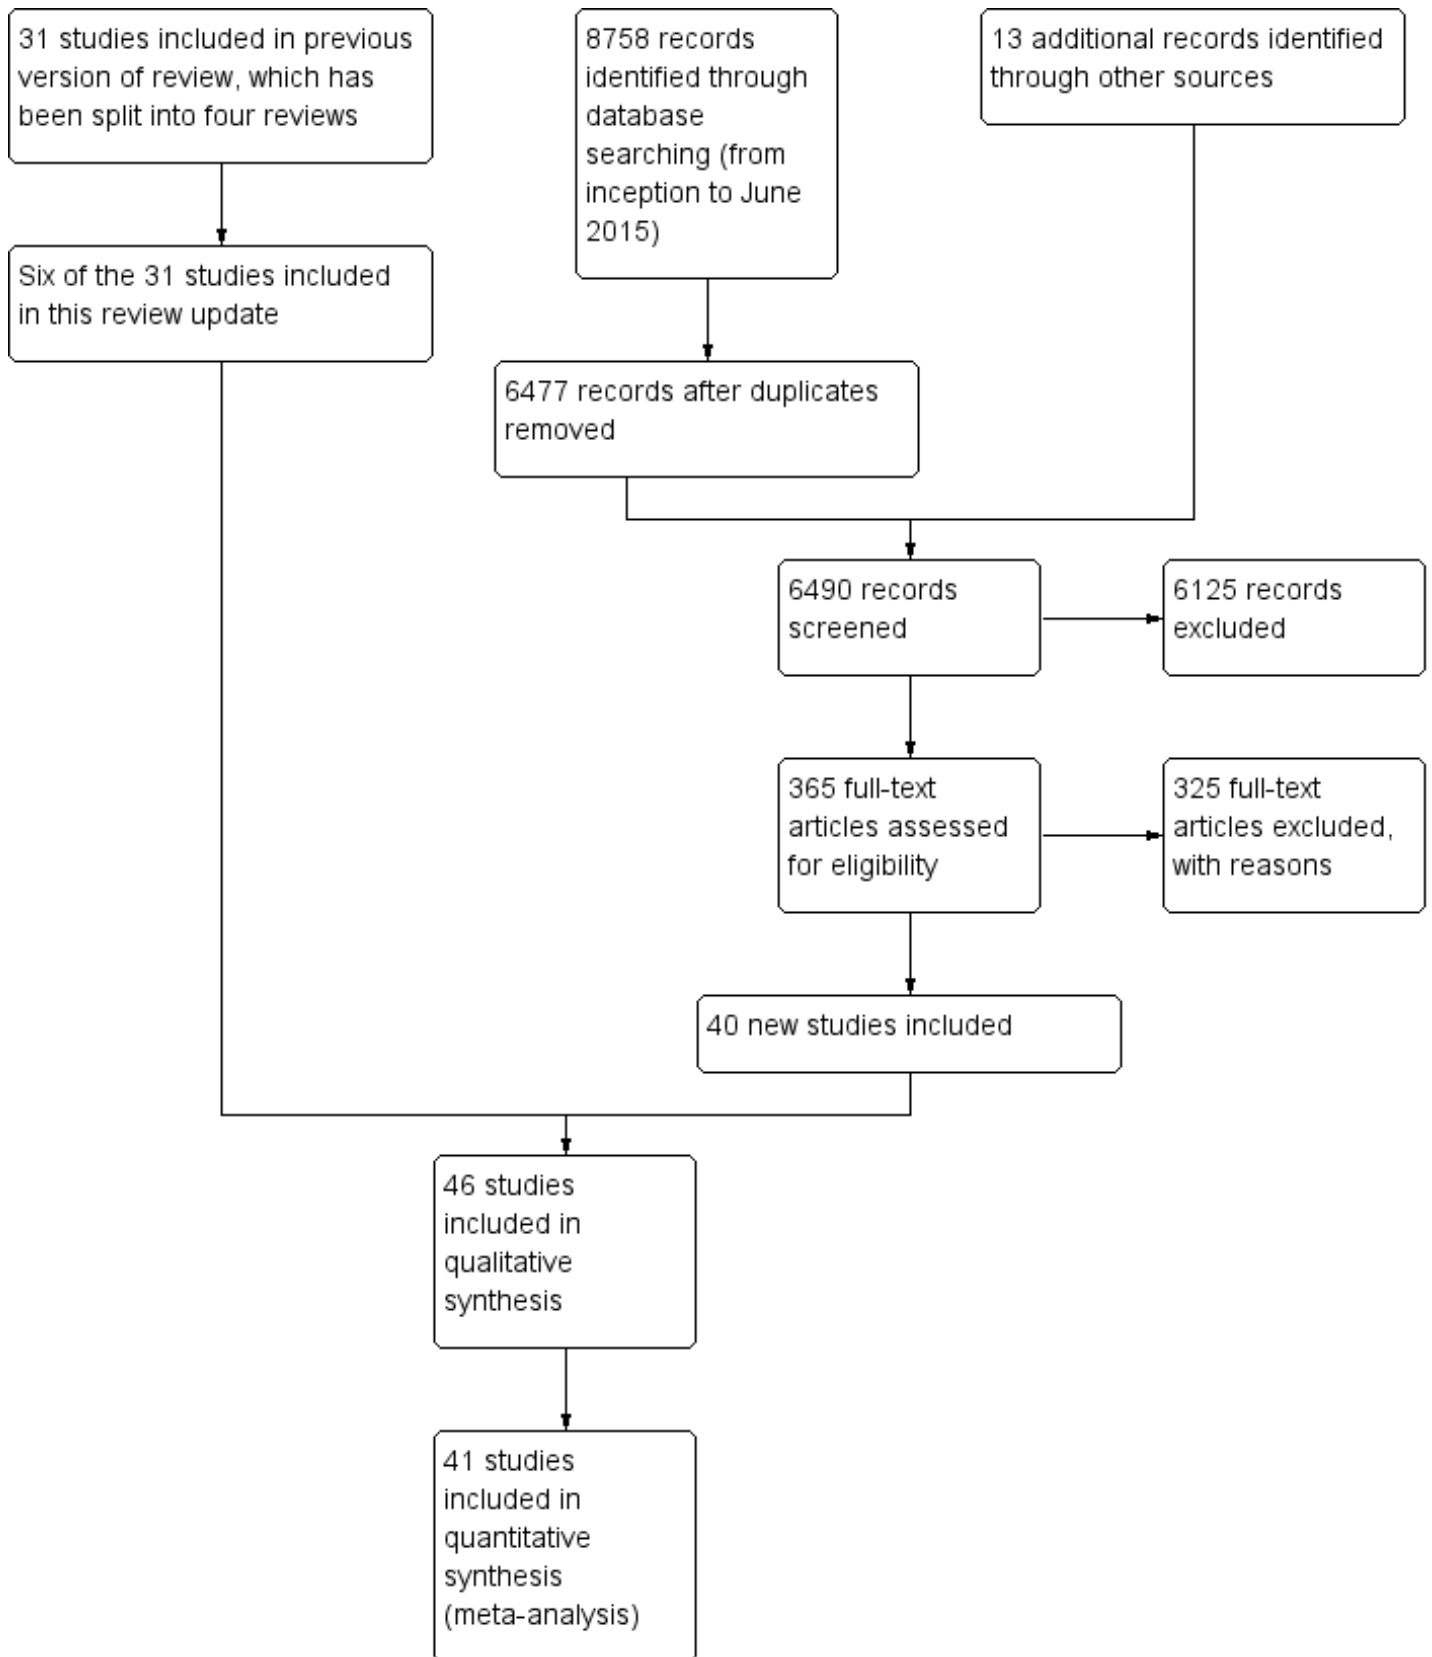 31 studies included in previous
version of review, which has
been split into four reviews
8758 records
identified through
database
searching (from
inception to June
2015)
13 additional records identified
through other sources
Six of the 31 studies included
in this review update
6477 records after duplicates
removed
6490 records
screened
6125 records
excluded
365 full-text
articles assessed
for eligibility
325 full-text
articles excluded,
with reasons
40 new studies included
46 studies
included in
qualitative
synthesis
41 studies
included in
quantitative
synthesis
(meta-analysis)